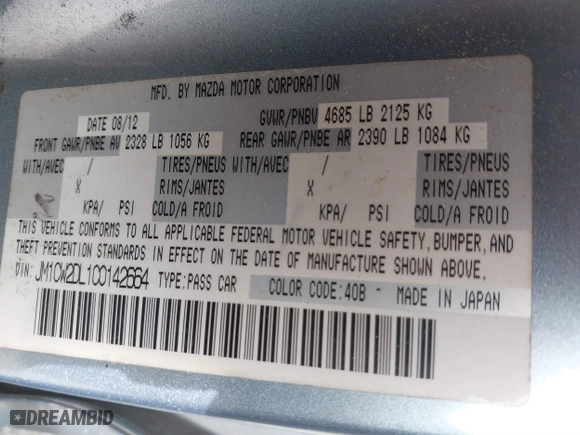 MFD. BY MAZDA MOTOR CORPORATION
DATE 08/12 GVWR/PNBV 4685 LB 2125 KG
FRONT GAWR/PNBE AV 2328 LB 1056 KG REAR GAWR/PNBE AR 2390 LB 1084 KG
WITH/AVEC / TIRES/PNEUS WITH/AVEC / TIRES/PNEUS
X RIMS/JANTES X RIMS/JANTES
KPA/ PSI COLD/A FROID KPA/ PSI COLD/A FROID
THIS VEHICLE CONFORMS TO ALL APPLICABLE FEDERAL MOTOR VEHICLE SAFETY, BUMPER, AND
THEFT PREVENTION STANDARDS IN EFFECT ON THE DATE OF MANUFACTURE SHOWN ABOVE.
VIN: JM1CW2DL1C0142664 TYPE:PASS CAR COLOR CODE:40B - MADE IN JAPAN
DREAMBID